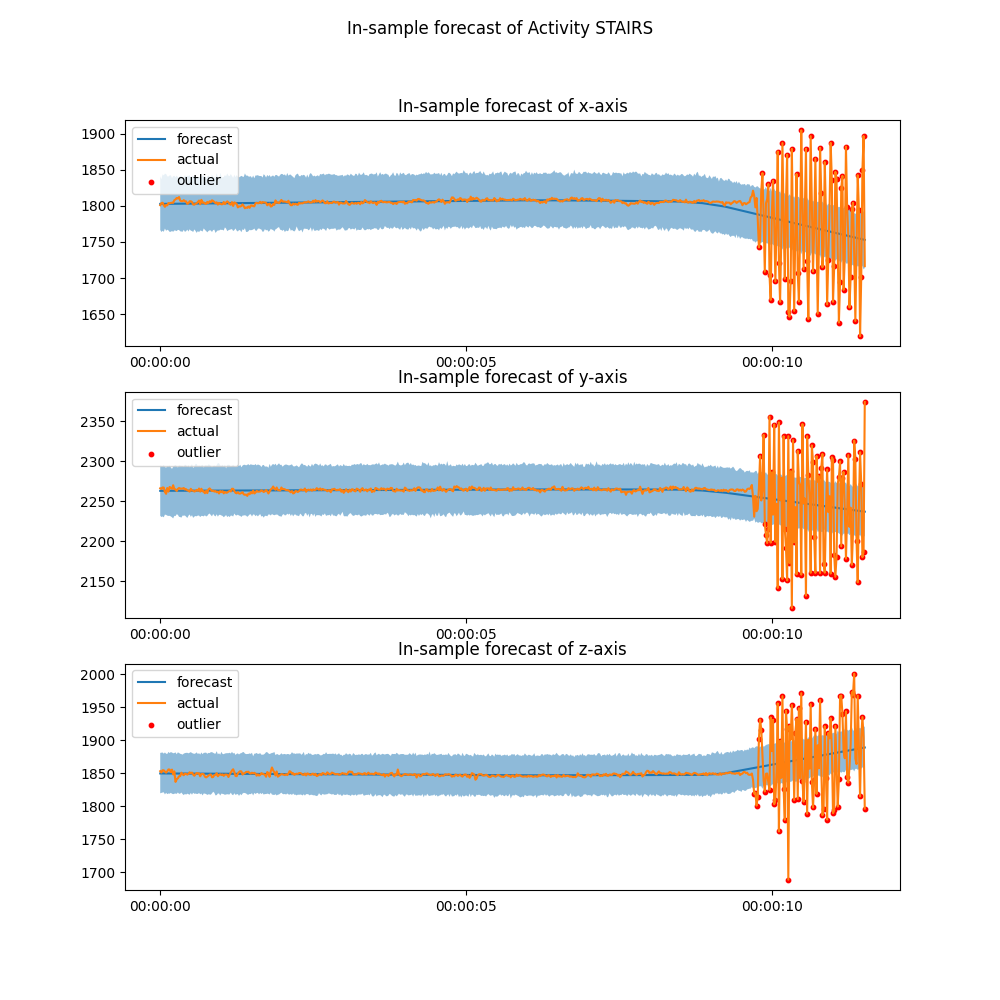 In-sample forecast of Activity STAIRS
In-sample forecast of x-axis
1900
1850
1800
1750
1700
1650
forecast
actual
outlier
00:00:00
00:00:05
00:00:10
In-sample forecast of y-axis
2350
2300
2250
2200
2150
forecast
actual
outlier
00:00:00
00:00:05
00:00:10
In-sample forecast of z-axis
2000
1950
1900
1850
1800
1750
1700
forecast
actual
outlier
00:00:00
00:00:05
00:00:10